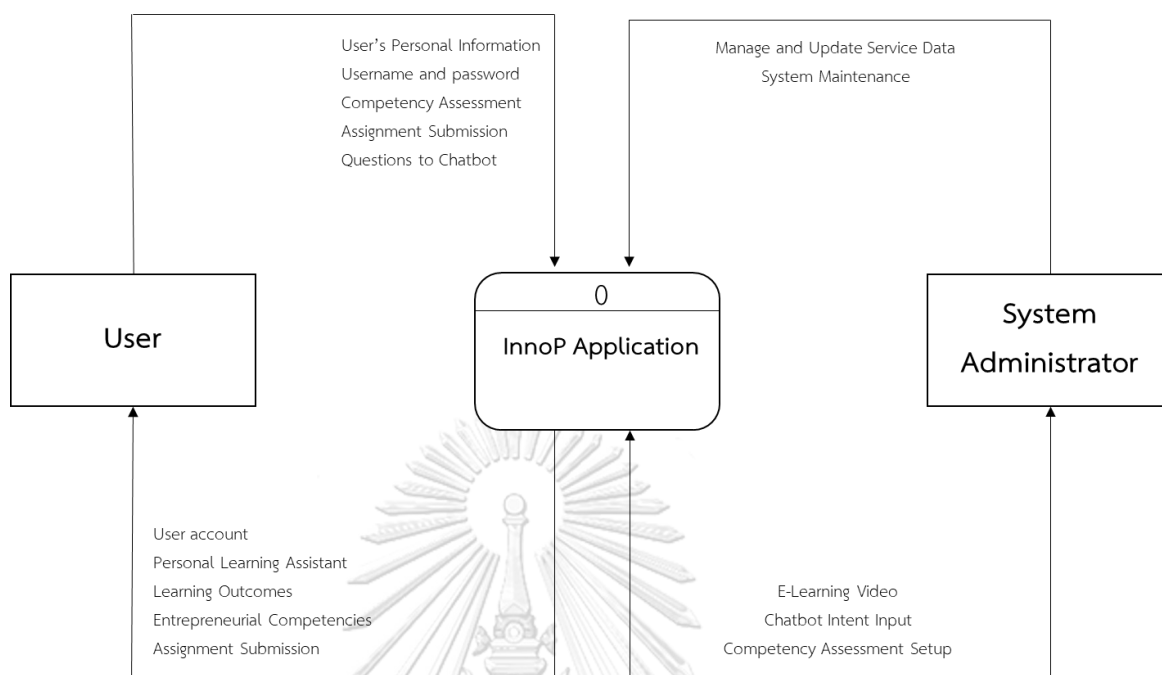 User's Personal Information
Username and password
Competency Assessment
Assignment Submission
Questions to Chatbot
Manage and Update Service Data
System Maintenance
User
0
InnoP Application
System
Administrator
User account
Personal Learning Assistant
Learning Outcomes
Entrepreneurial Competencies
Assignment Submission
E-Learning Video
Chatbot Intent Input
Competency Assessment Setup